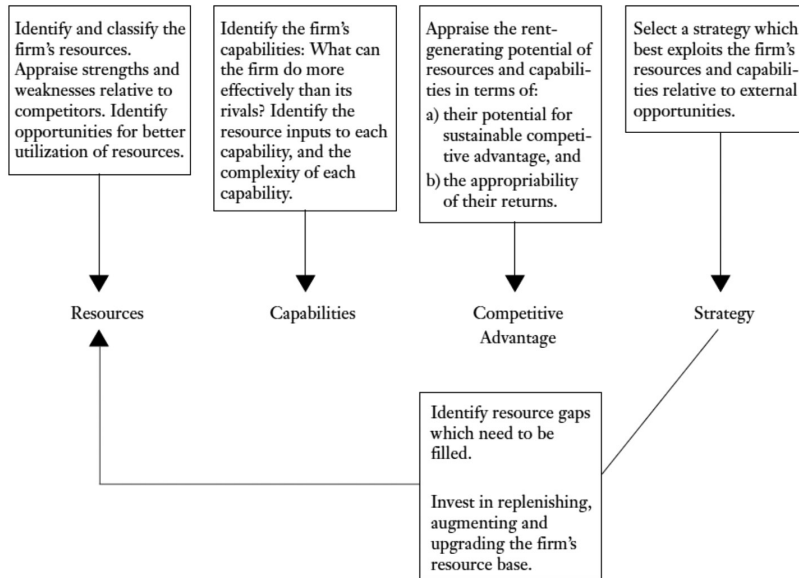 Identify and classify the
firm's resources.
Appraise strengths and
weaknesses relative to
competitors. Identify
opportunities for better
utilization of resources.
Identify the firm's
capabilities: What can
the firm do more
effectively than its
rivals? Identify the
resource inputs to each
capability, and the
complexity of each
capability.
Appraise the rent-
generating potential of
resources and capabili-
ties in terms of:
a) their potential for
sustainable competi-
tive advantage, and
b) the appropriability
of their returns.
Select a strategy which
best exploits the firm's
resources and capabili-
ties relative to external
opportunities.
Resources
Capabilities
Competitive
Advantage
Strategy
Identify resource gaps
which need to be
filled.
Invest in replenishing,
augmenting and
upgrading the firm's
resource base.